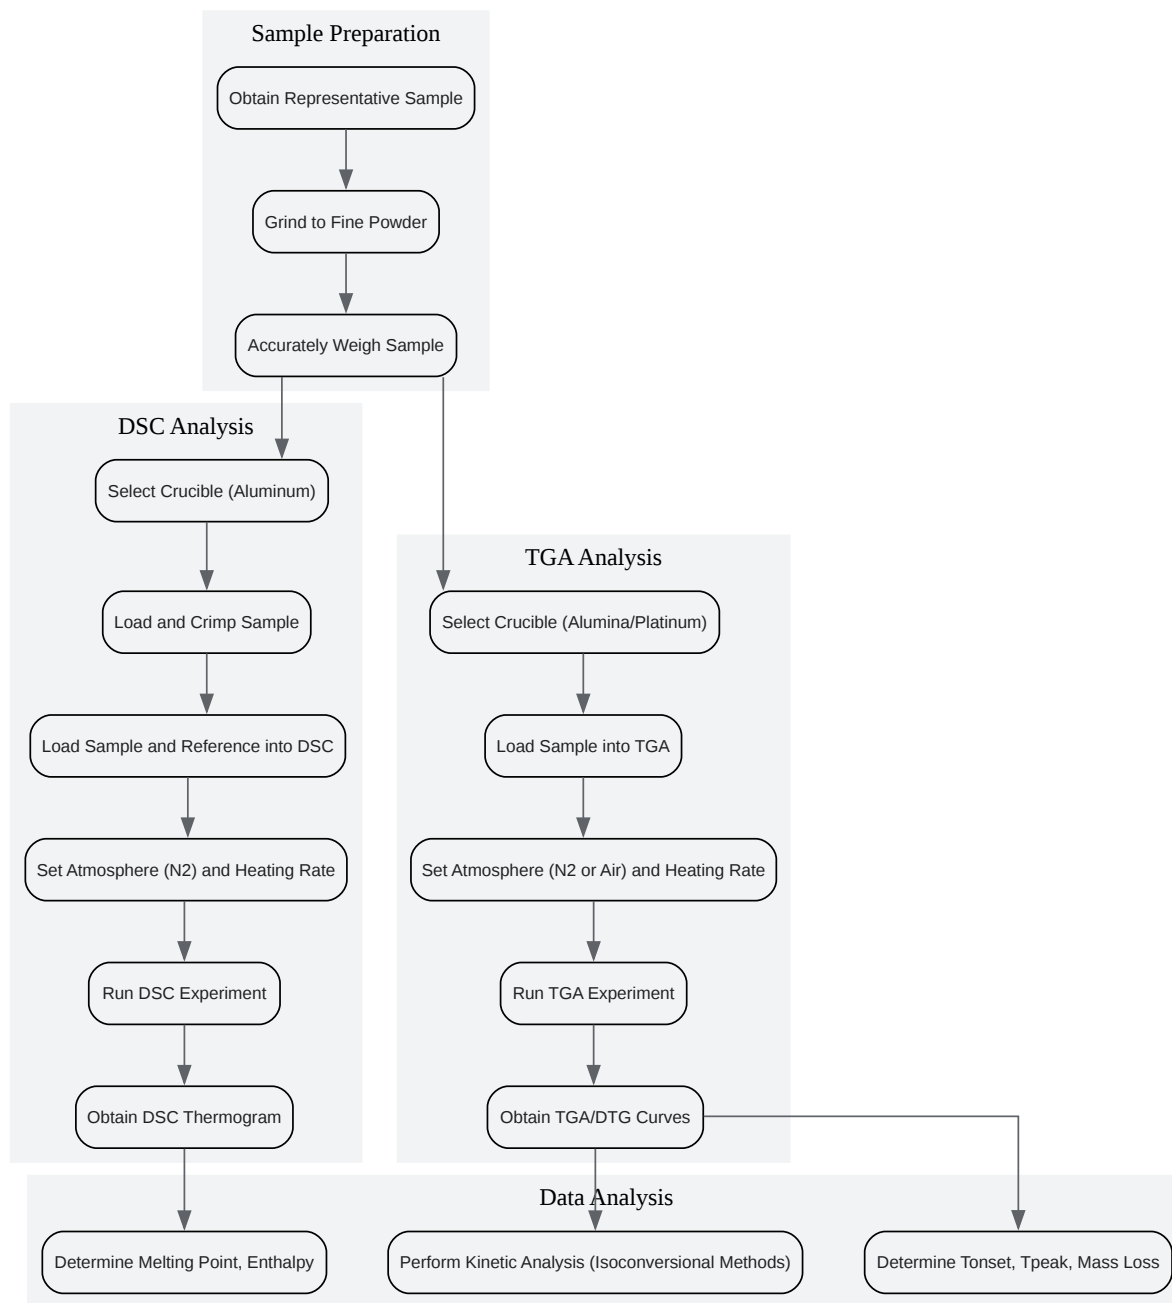 Sample Preparation
Obtain Representative Sample
Grind to Fine Powder
Accurately Weigh Sample
DSC Analysis
Select Crucible (Aluminum)
Load and Crimp Sample
Load Sample and Reference into DSC
Set Atmosphere (N2) and Heating Rate
Run DSC Experiment
Obtain DSC Thermogram
TGA Analysis
Select Crucible (Alumina/Platinum)
Load Sample into TGA
Set Atmosphere (N2 or Air) and Heating Rate
Run TGA Experiment
Obtain TGA/DTG Curves
Data Analysis
Determine Melting Point, Enthalpy
Perform Kinetic Analysis (Isoconversional Methods)
Determine Tonset, Tpeak, Mass Loss